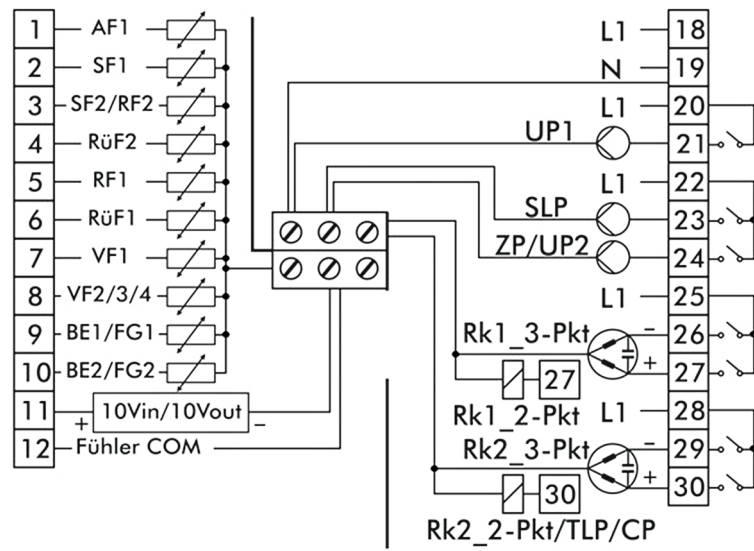 1 AF1
2 SF1
3 SF2/RF2
4 RüF2
5 RF1
6 RüF1
7 VF1
8 VF2/3/4
9 BE1/FG1
10 BE2/FG2
11 + 10Vin/10Vout –
12 Fühler COM
L1 18
N 19
L1 20
UP1 21
L1 22
SLP 23
ZP/UP2 24
L1 25
Rk1_3-Pkt – 26
27 + 27
Rk1_2-Pkt L1 28
Rk2_3-Pkt – 29
30 + 30
Rk2_2-Pkt/TLP/CP